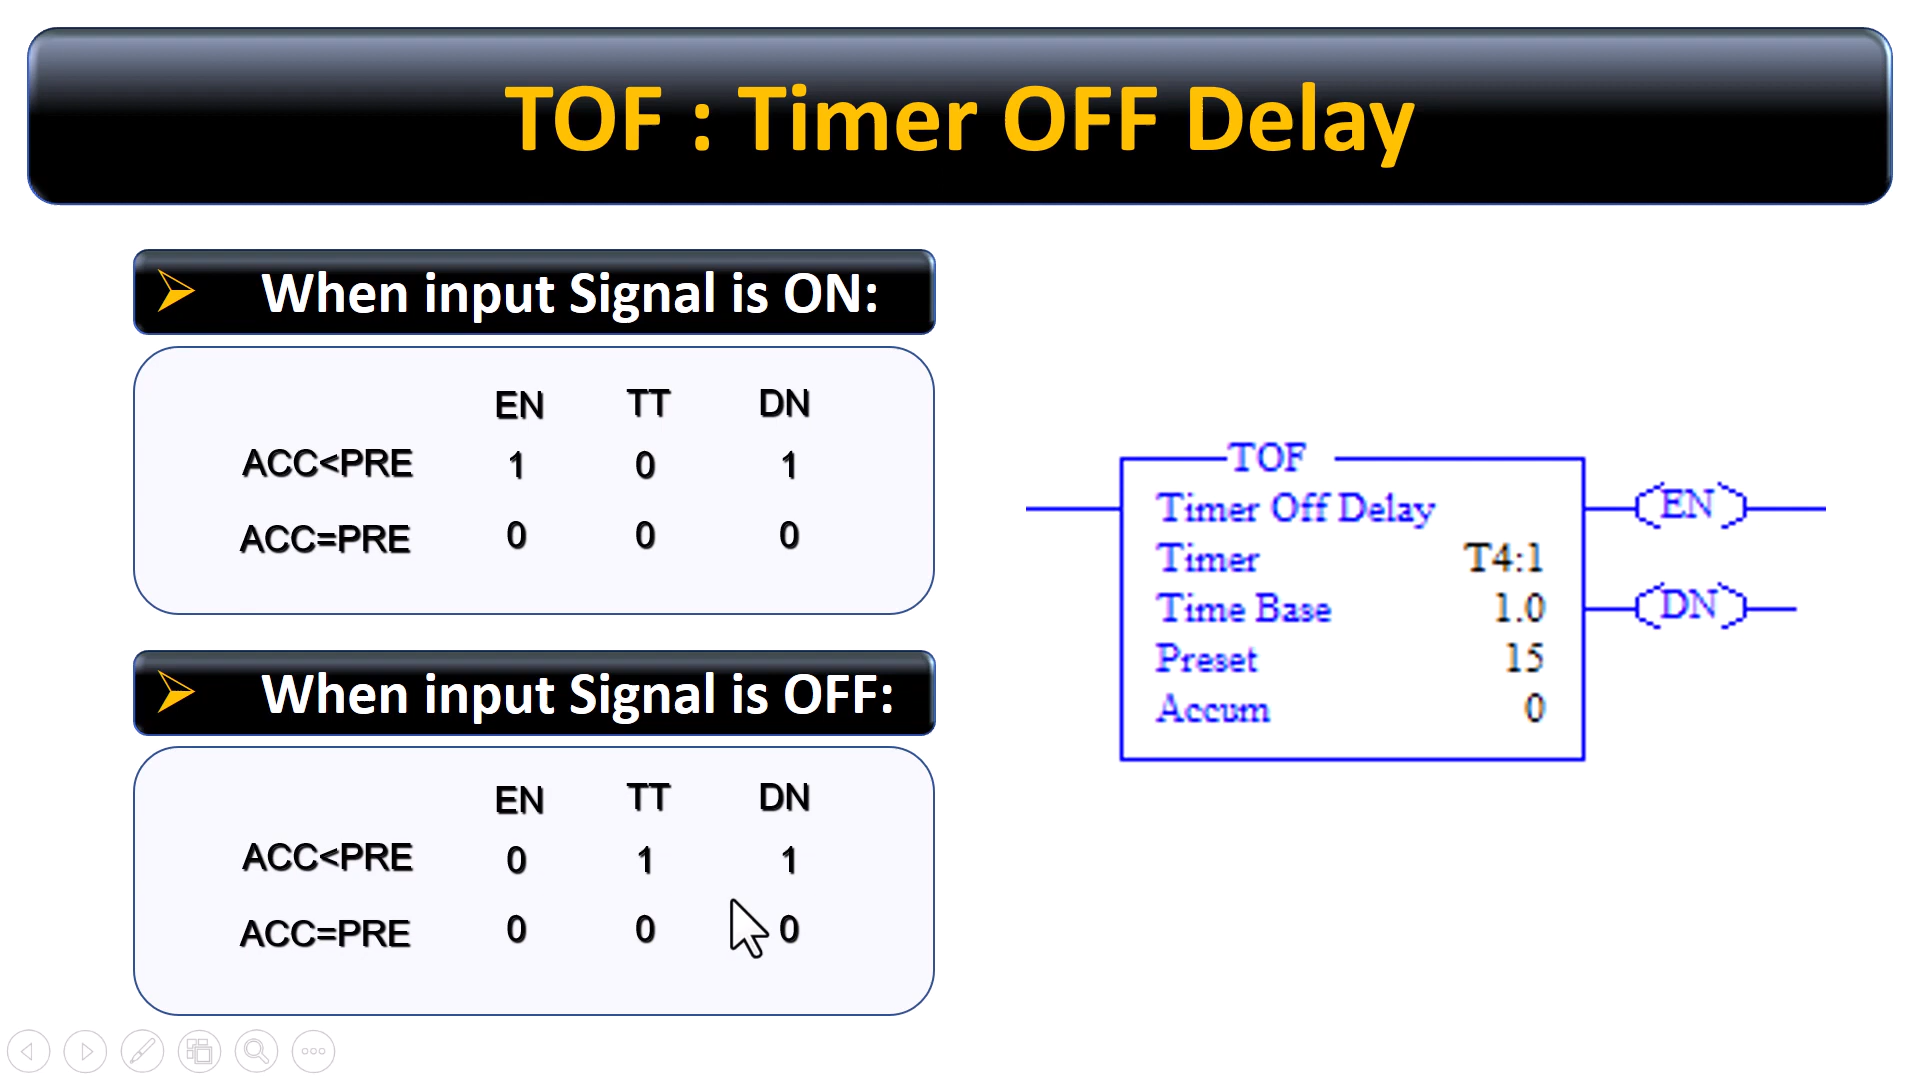 TOF : Timer OFF Delay
When input Signal is ON:
EN TT DN
ACC<PRE 1 0 1
ACC=PRE 0 0 0
When input Signal is OFF:
EN TT DN
ACC<PRE 0 1 1
ACC=PRE 0 0 0
TOF
Timer Off Delay
Timer T4:1
Time Base 1.0
Preset 15
Accum 0
EN
DN